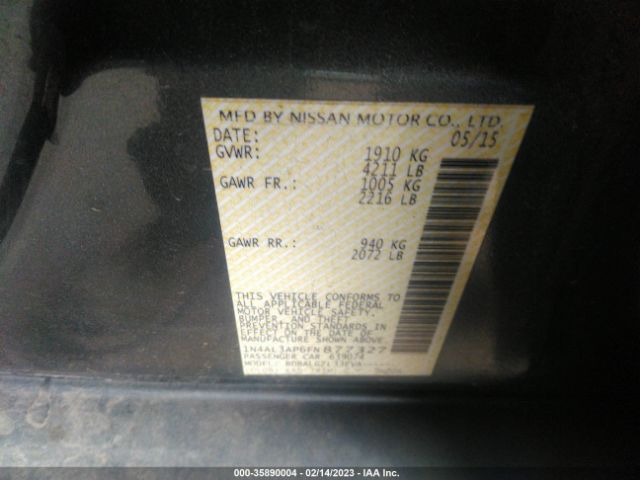 MFD BY NISSAN MOTOR CO., LTD.
DATE: 05/15
GVWR: 1910 KG
4211 LB
GAWR FR.: 1005 KG
2216 LB
GAWR RR.: 940 KG
2072 LB
THIS VEHICLE CONFORMS TO
ALL APPLICABLE FEDERAL
MOTOR VEHICLE SAFETY,
BUMPER, AND THEFT
PREVENTION STANDARDS
IN EFFECT ON THE DATE OF
MANUFACTURE SHOWN ABOVE.
1N4AL3AP6FN877327
PASSENGER CAR 619074
MODEL:
000-35890004 - 02/14/2023 - IAA Inc.